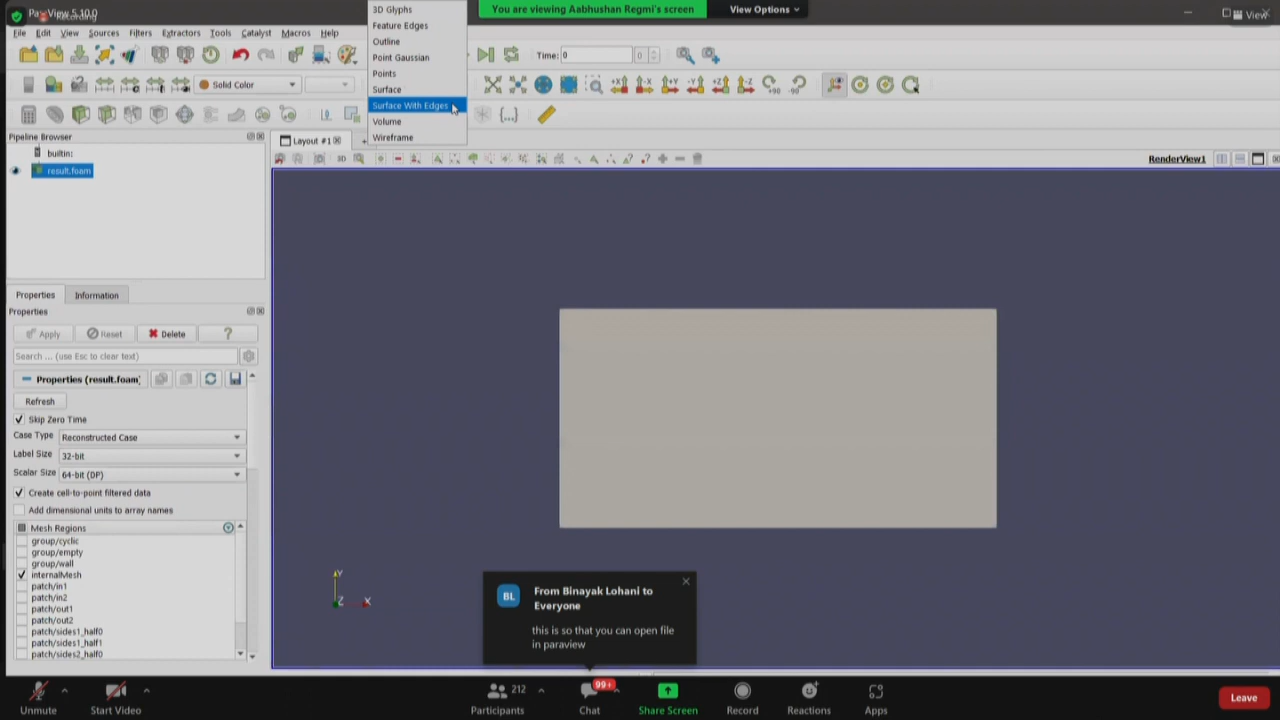 ParaView 5.10.0
Recording
You are viewing Aabhushan Regmi's screen
View Options
View
File Edit View Sources Filters Extractors Tools Catalyst Macros Help
3D Glyphs
Feature Edges
Outline
Point Gaussian
Points
Surface
Surface With Edges
Volume
Wireframe
Time: 0
0
Solid Color
+X -X +Y -Y +Z -Z -90 +90
Pipeline Browser
builtin:
result.foam
Layout #1
3D
RenderView1
Properties Information
Properties
Apply Reset Delete ?
Search ... (use Esc to clear text)
Properties (result.foam)
Refresh
Skip Zero Time
Case Type Reconstructed Case
Label Size 32-bit
Scalar Size 64-bit (DP)
Create cell-to-point filtered data
Add dimensional units to array names
Mesh Regions
group/cyclic
group/empty
group/wall
internalMesh
patch/in1
patch/in2
patch/out1
patch/out2
patch/sides1_half0
patch/sides1_half1
patch/sides2_half0
Y
Z X
BL
From Binayak Lohani to
Everyone
this is so that you can open file
in paraview
Unmute
Start Video
212
Participants
99+
Chat
Share Screen
Record
Reactions
Apps
Leave